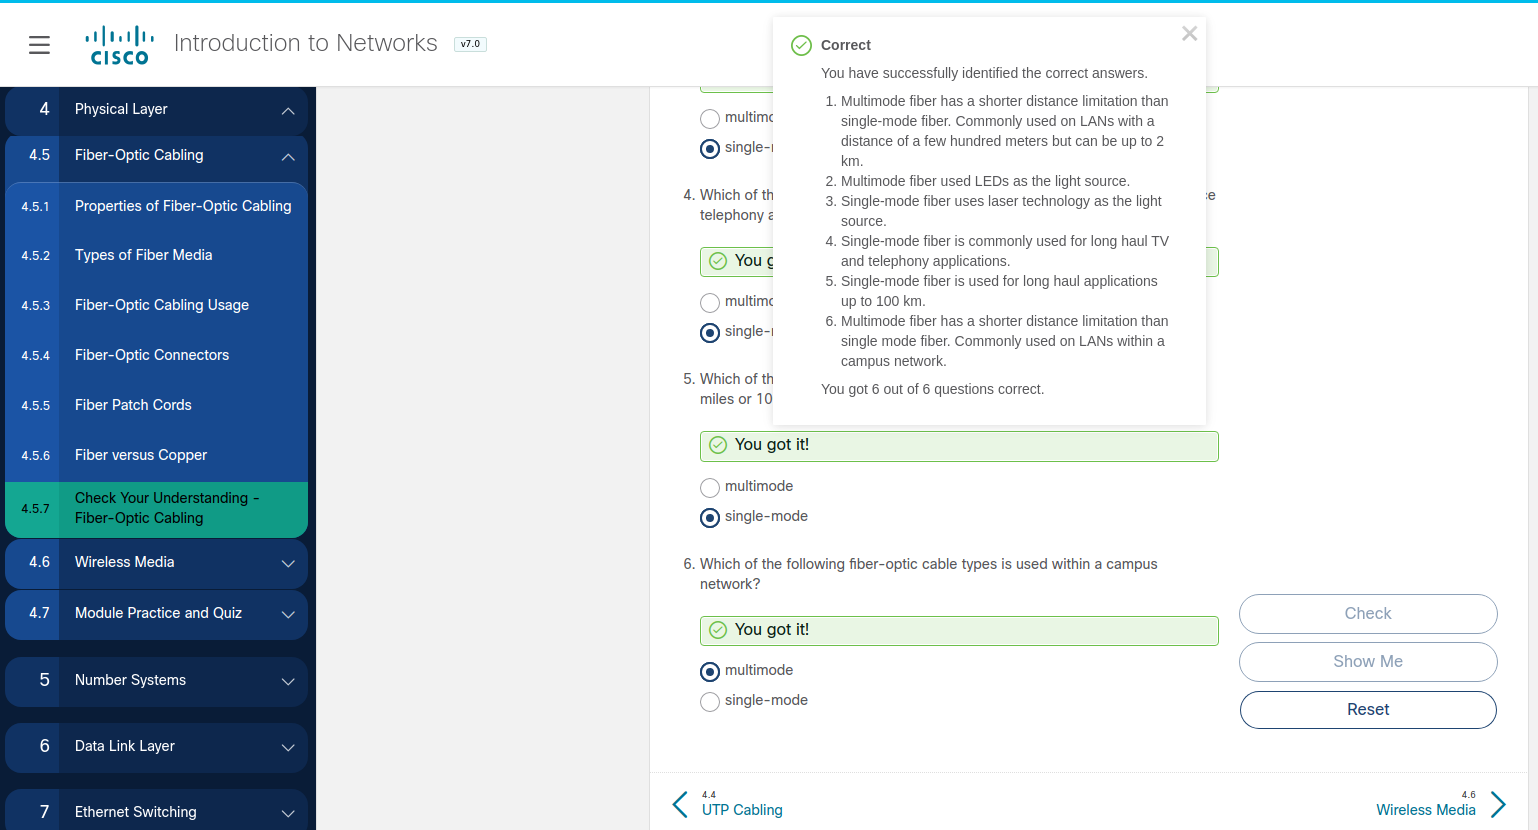 CISCO
Introduction to Networks v7.0
4 Physical Layer
4.5 Fiber-Optic Cabling
4.5.1 Properties of Fiber-Optic Cabling
4.5.2 Types of Fiber Media
4.5.3 Fiber-Optic Cabling Usage
4.5.4 Fiber-Optic Connectors
4.5.5 Fiber Patch Cords
4.5.6 Fiber versus Copper
4.5.7 Check Your Understanding -
Fiber-Optic Cabling
4.6 Wireless Media
4.7 Module Practice and Quiz
5 Number Systems
6 Data Link Layer
7 Ethernet Switching
Correct
You have successfully identified the correct answers.
1. Multimode fiber has a shorter distance limitation than
single-mode fiber. Commonly used on LANs with a
distance of a few hundred meters but can be up to 2
km.
2. Multimode fiber used LEDs as the light source.
3. Single-mode fiber uses laser technology as the light
source.
4. Single-mode fiber is commonly used for long haul TV
and telephony applications.
5. Single-mode fiber is used for long haul applications
up to 100 km.
6. Multimode fiber has a shorter distance limitation than
single mode fiber. Commonly used on LANs within a
campus network.
You got 6 out of 6 questions correct.
4. Which of th
telephony
You g
5. Which of th
miles or 10
You got it!
multimode
single-mode
6. Which of the following fiber-optic cable types is used within a campus
network?
You got it!
multimode
single-mode
Check
Show Me
Reset
4.4
UTP Cabling
4.6
Wireless Media